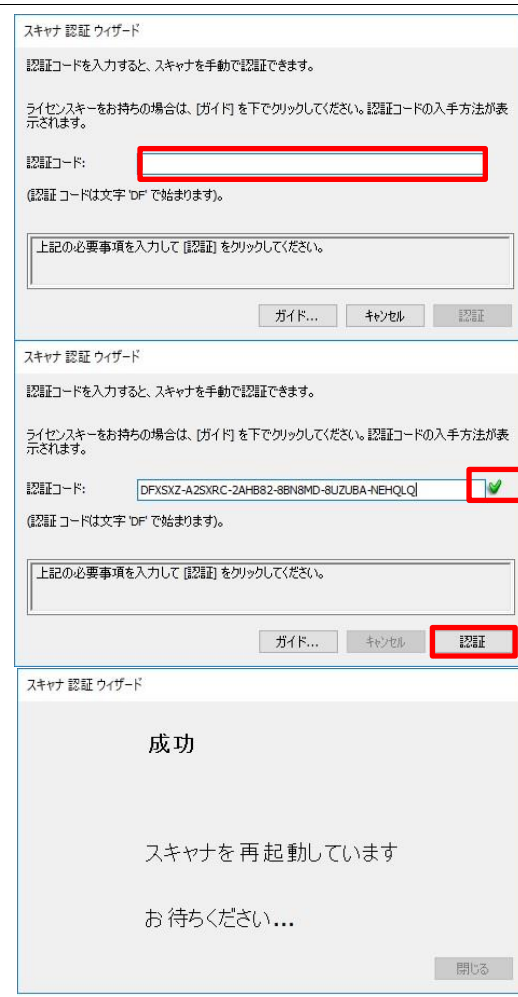 スキャナ 認証 ウィザード
認証コードを入力すると、スキャナを手動で認証できます。
ライセンスキーをお持ちの場合は、[ガイド] を下でクリックしてください。認証コードの入手方法が表
示されます。
認証コード:
(認証 コードは文字 'DF' で始まります)。
上記の必要事項を入力して [認証] をクリックしてください。
ガイド... キャンセル 認証
スキャナ 認証 ウィザード
認証コードを入力すると、スキャナを手動で認証できます。
ライセンスキーをお持ちの場合は、[ガイド] を下でクリックしてください。認証コードの入手方法が表
示されます。
認証コード: DFXSXZ-A2SXRC-2AHB82-8BN8MD-8UZUBA-NEHQLQ
(認証 コードは文字 'DF' で始まります)。
上記の必要事項を入力して [認証] をクリックしてください。
ガイド... キャンセル 認証
スキャナ 認証 ウィザード
成功
スキャナを再起動しています
お待ちください...
閉じる